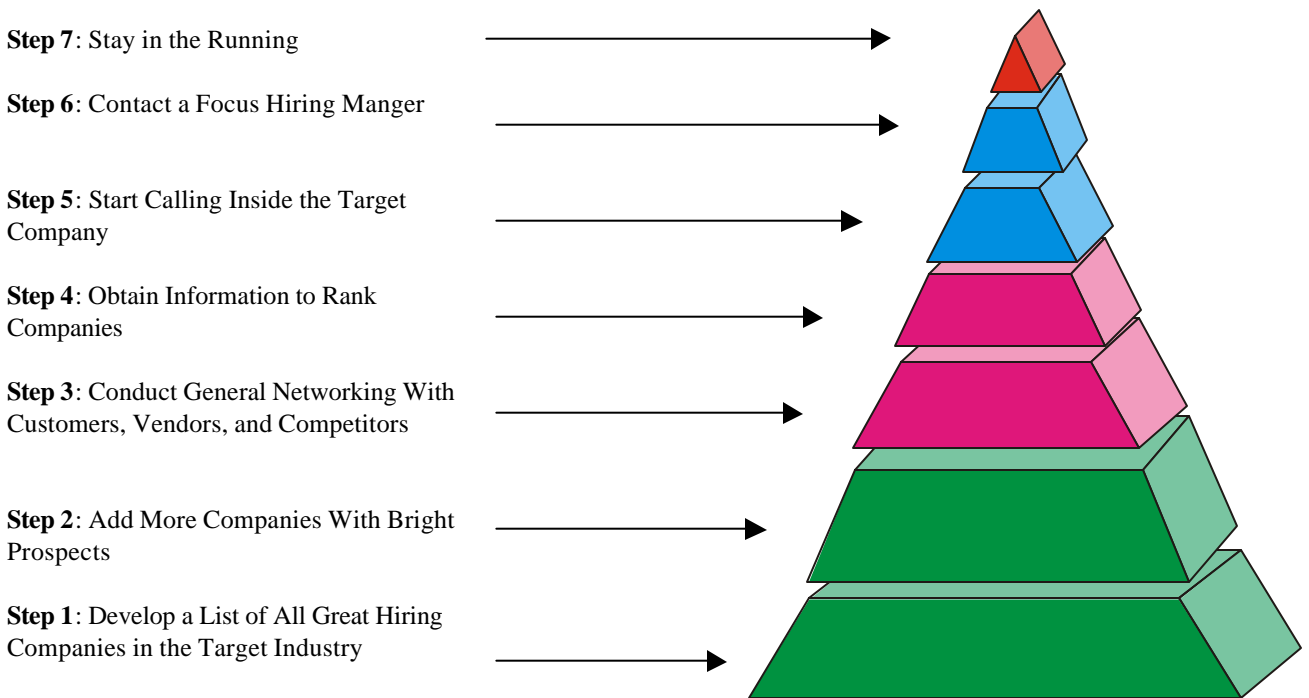 Step 7: Stay in the Running
Step 6: Contact a Focus Hiring Manger
Step 5: Start Calling Inside the Target
Company
Step 4: Obtain Information to Rank
Companies
Step 3: Conduct General Networking With
Customers, Vendors, and Competitors
Step 2: Add More Companies With Bright
Prospects
Step 1: Develop a List of All Great Hiring
Companies in the Target Industry